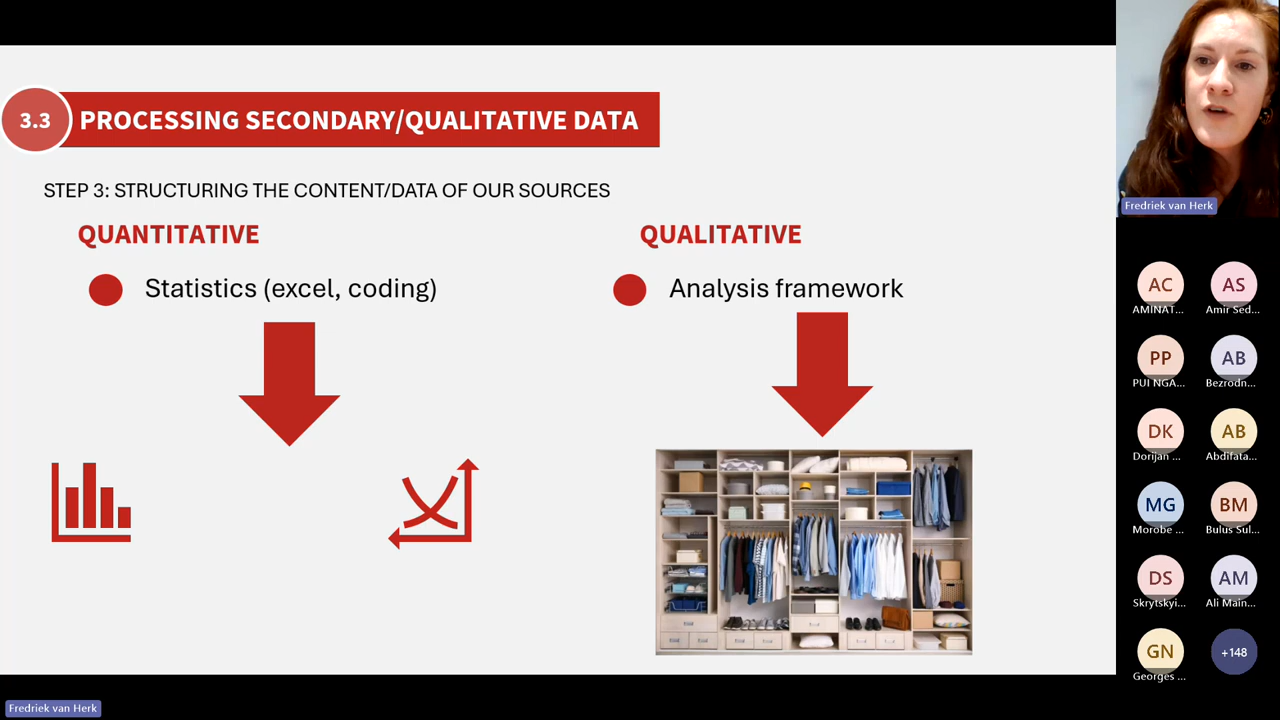 3.3
PROCESSING SECONDARY/QUALITATIVE DATA
STEP 3: STRUCTURING THE CONTENT/DATA OF OUR SOURCES
QUANTITATIVE
Statistics (excel, coding)
QUALITATIVE
Analysis framework
Fredriek van Herk
AC
AMINAT...
AS
Amir Sed...
PP
PUI NGA...
AB
Bezrodn...
DK
Dorijan ...
AB
Abdifata...
MG
Morobe ...
BM
Bulus Sul...
DS
Skrytskyi...
AM
Ali Main...
GN
Georges ...
+148
Fredriek van Herk